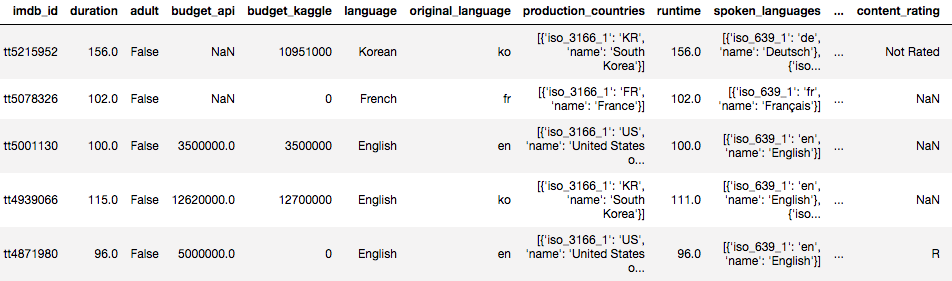 imdb_id duration adult budget_api budget_kaggle language original_language production_countries runtime spoken_languages ... content_rating
tt5215952 156.0 False NaN 10951000 Korean ko [{'iso_3166_1': 'KR', 'name': 'South Korea'}] 156.0 [{'iso_639_1': 'de', 'name': 'Deutsch'}, {'iso... ... Not Rated
tt5078326 102.0 False NaN 0 French fr [{'iso_3166_1': 'FR', 'name': 'France'}] 102.0 [{'iso_639_1': 'fr', 'name': 'Français'}] ... NaN
tt5001130 100.0 False 3500000.0 3500000 English en [{'iso_3166_1': 'US', 'name': 'United States o... 100.0 [{'iso_639_1': 'en', 'name': 'English'}] ... NaN
tt4939066 115.0 False 12620000.0 12700000 English ko [{'iso_3166_1': 'KR', 'name': 'South Korea'}] 111.0 [{'iso_639_1': 'en', 'name': 'English'}, {'iso... ... NaN
tt4871980 96.0 False 5000000.0 0 English en [{'iso_3166_1': 'US', 'name': 'United States o... 96.0 [{'iso_639_1': 'en', 'name': 'English'}] ... R